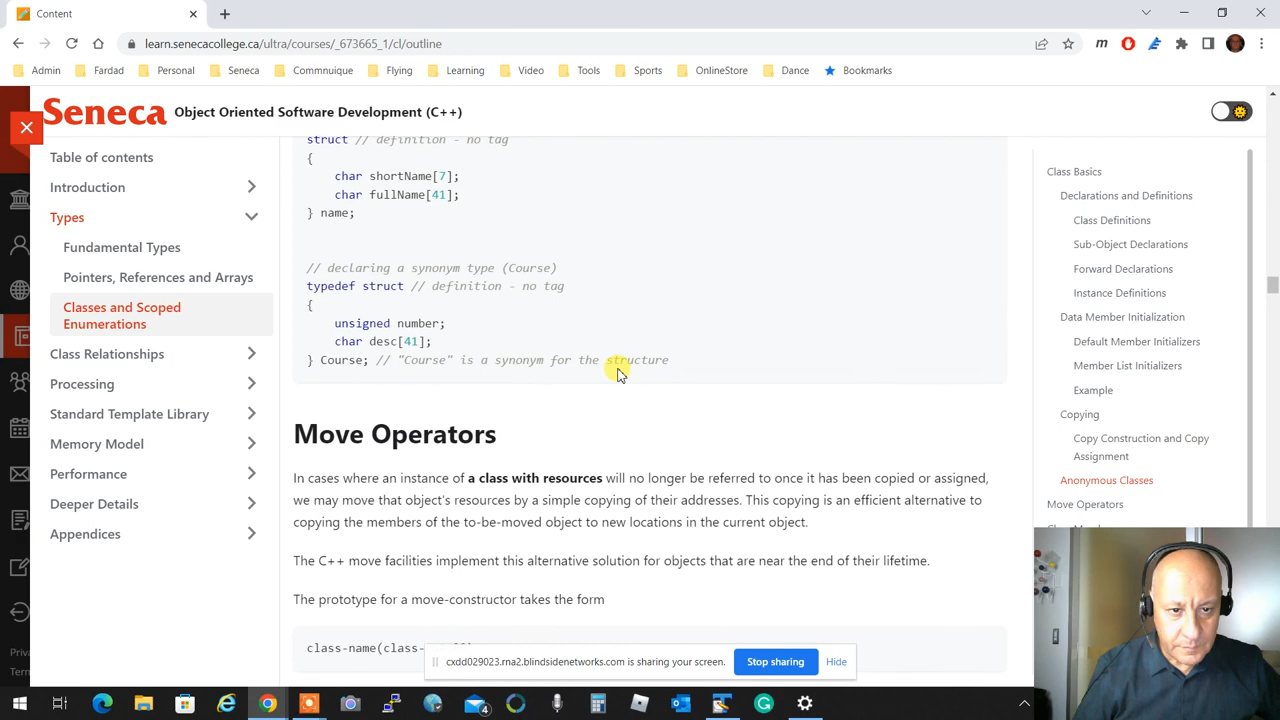 Content
learn.senecacollege.ca/ultra/courses/_673665_1/cl/outline
Admin Fardad Personal Seneca Commnuique Flying Learning Video Tools Sports OnlineStore Dance Bookmarks
Seneca Object Oriented Software Development (C++)
Table of contents
Introduction
Types
Fundamental Types
Pointers, References and Arrays
Classes and Scoped
Enumerations
Class Relationships
Processing
Standard Template Library
Memory Model
Performance
Deeper Details
Appendices
struct // definition - no tag
{
char shortName[7];
char fullName[41];
} name;
// declaring a synonym type (Course)
typedef struct // definition - no tag
{
unsigned number;
char desc[41];
} Course; // "Course" is a synonym for the structure
Move Operators
In cases where an instance of a class with resources will no longer be referred to once it has been copied or assigned,
we may move that object's resources by a simple copying of their addresses. This copying is an efficient alternative to
copying the members of the to-be-moved object to new locations in the current object.
The C++ move facilities implement this alternative solution for objects that are near the end of their lifetime.
The prototype for a move-constructor takes the form
class-name(class-
Class Basics
Declarations and Definitions
Class Definitions
Sub-Object Declarations
Forward Declarations
Instance Definitions
Data Member Initialization
Default Member Initializers
Member List Initializers
Example
Copying
Copy Construction and Copy
Assignment
Anonymous Classes
Move Operators
cxdd029023.rna2.blindsidenetworks.com is sharing your screen. Stop sharing Hide
Priv
Tern
4